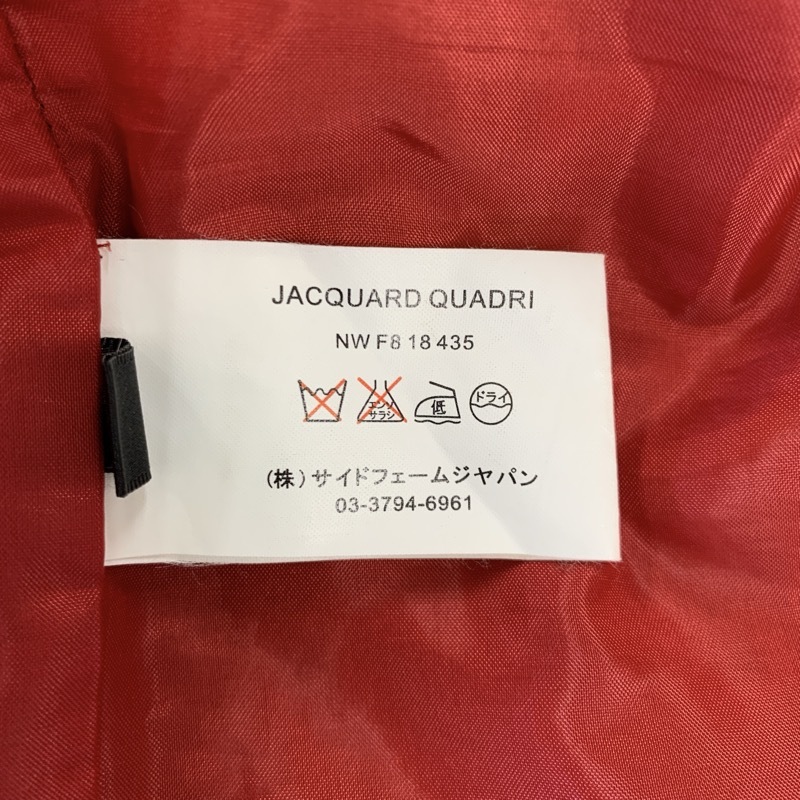 JACQUARD QUADRI
NW F8 18 435
エンソ
サラシ
低
ドライ
(株)サイドフェームジヤパン
03-3794-6961